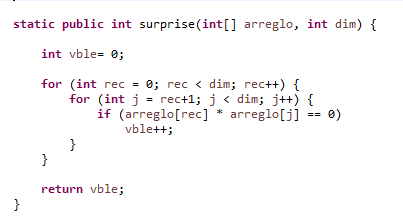 static public int surprise(int[] arreglo, int dim) {
int vble= 0;
for (int rec = 0; rec < dim; rec++) {
for (int j = rec+1; j < dim; j++) {
if (arreglo[rec] * arreglo[j] == 0)
vble++;
}
}
return vble;
}